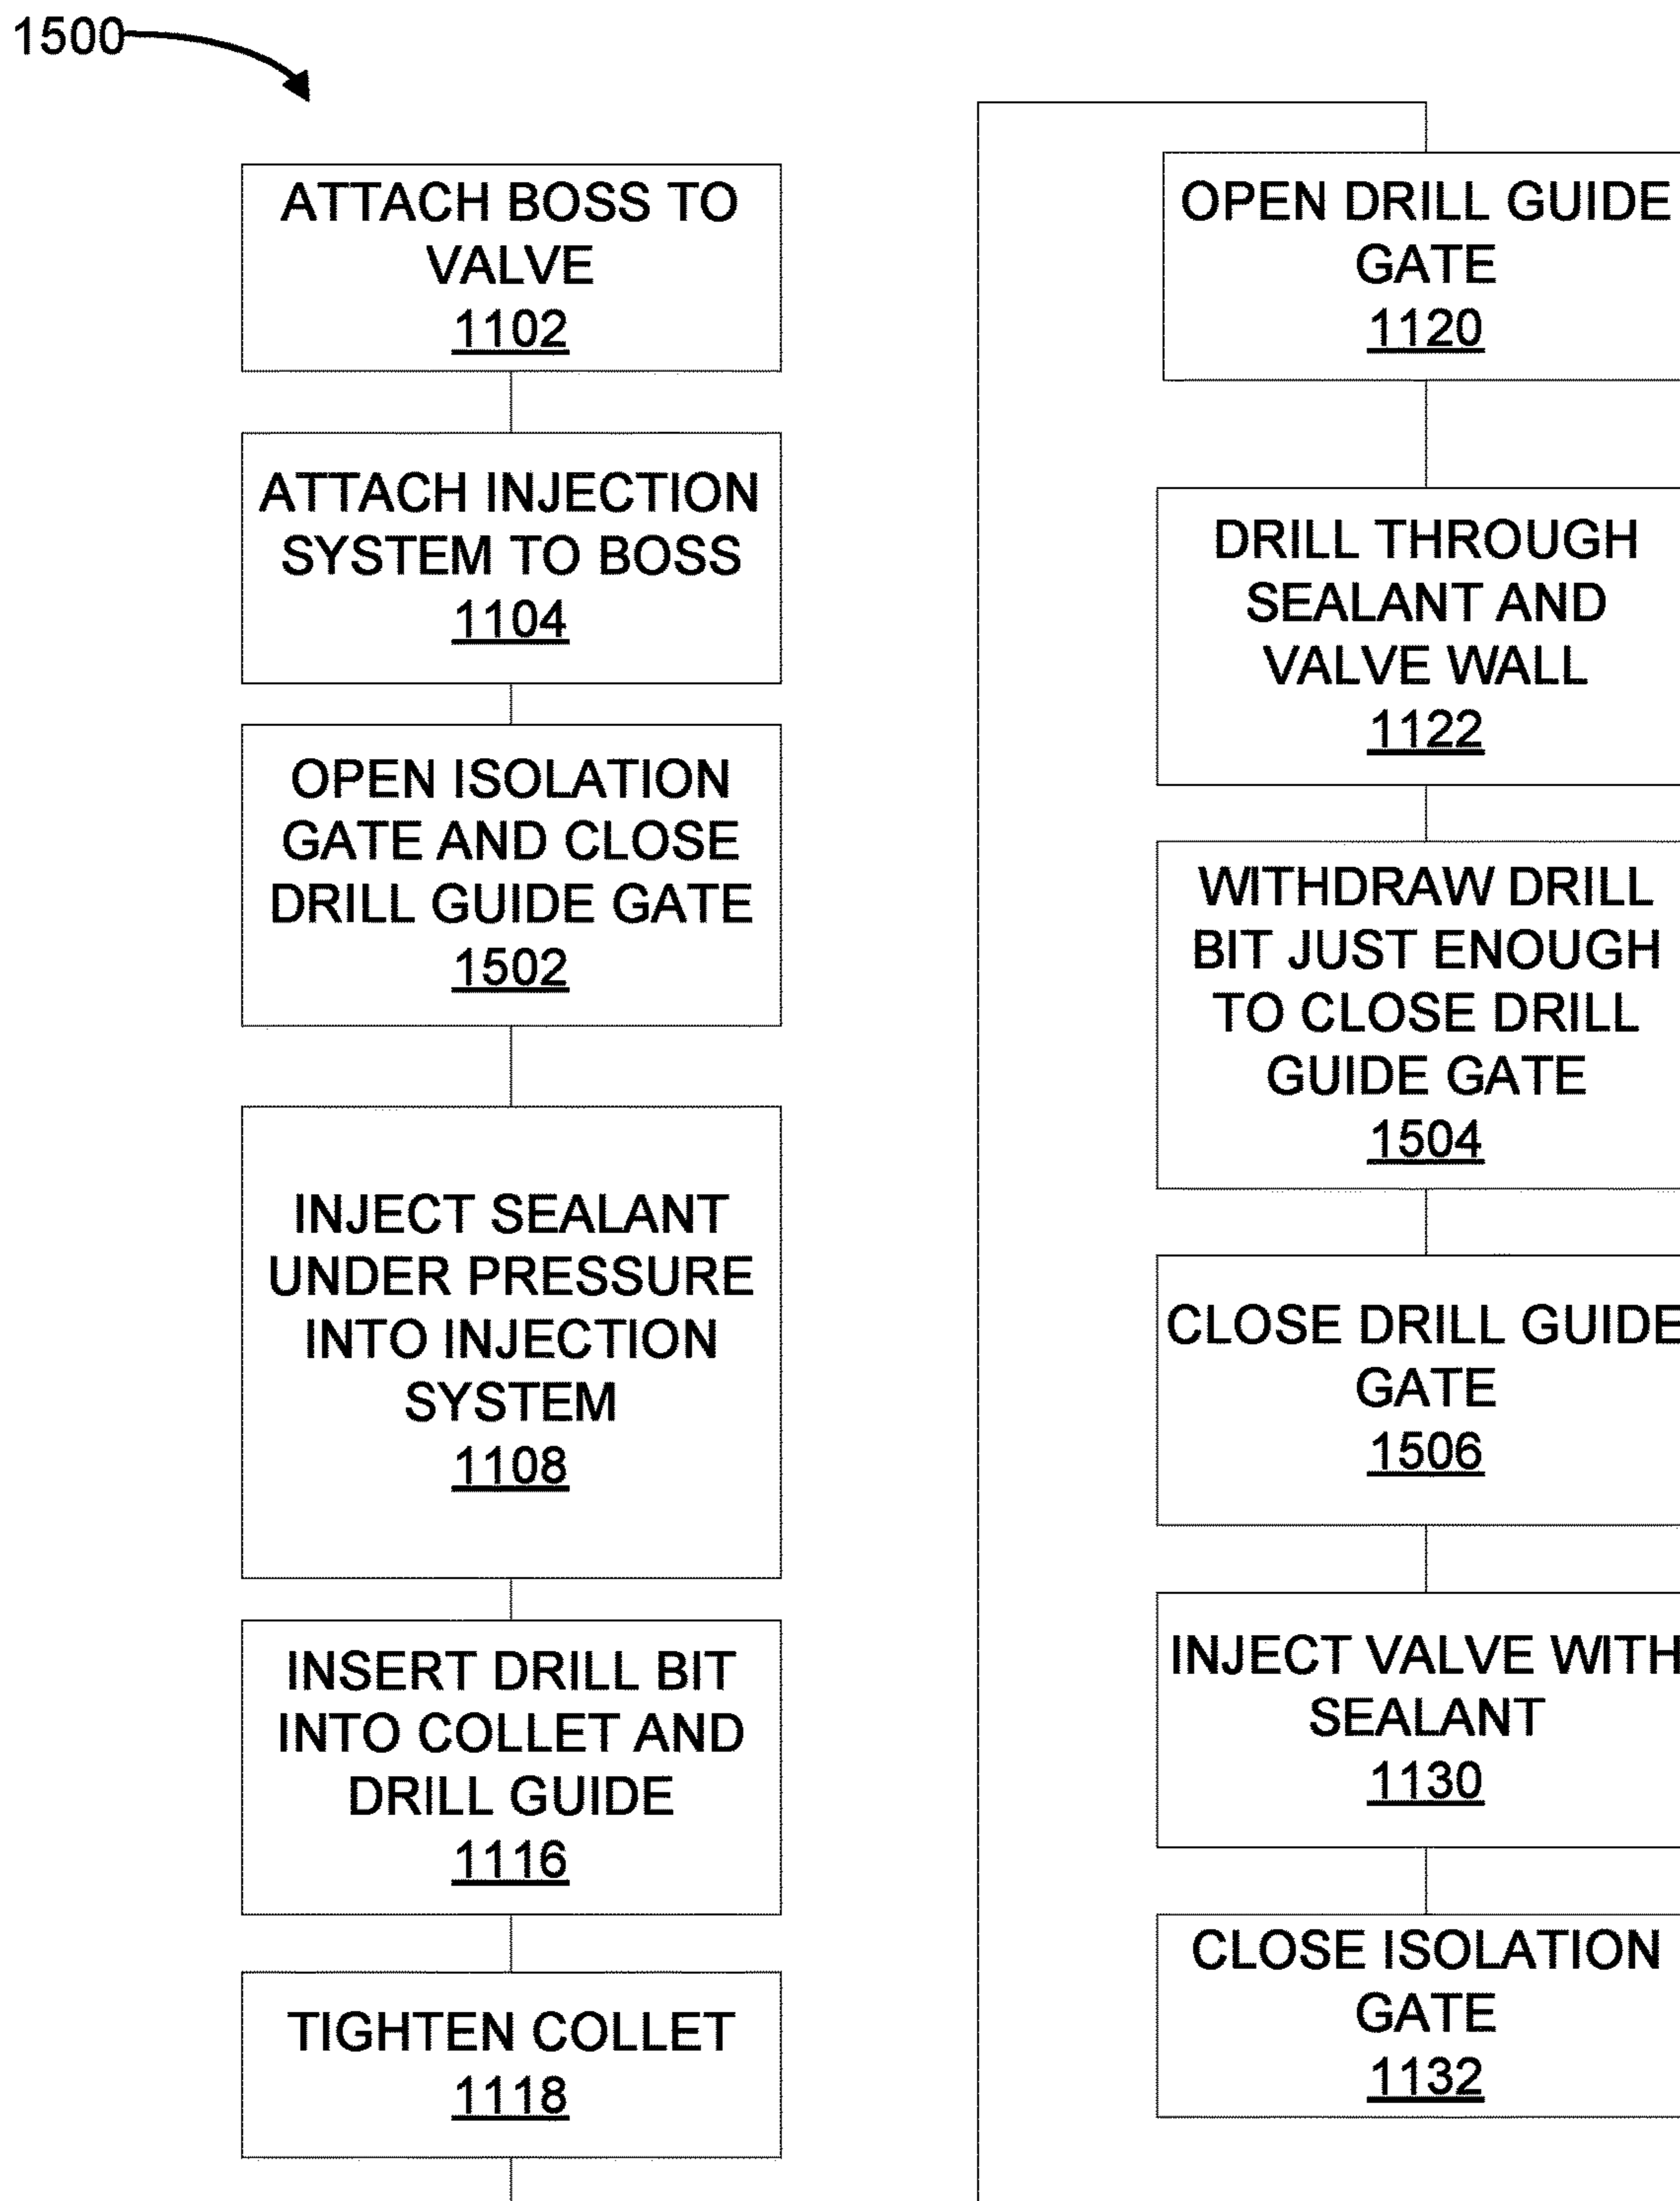 1500
ATTACH BOSS TO
VALVE
1102
ATTACH INJECTION
SYSTEM TO BOSS
1104
OPEN ISOLATION
GATE AND CLOSE
DRILL GUIDE GATE
1502
INJECT SEALANT
UNDER PRESSURE
INTO INJECTION
SYSTEM
1108
INSERT DRILL BIT
INTO COLLET AND
DRILL GUIDE
1116
TIGHTEN COLLET
1118
OPEN DRILL GUIDE
GATE
1120
DRILL THROUGH
SEALANT AND
VALVE WALL
1122
WITHDRAW DRILL
BIT JUST ENOUGH
TO CLOSE DRILL
GUIDE GATE
1504
CLOSE DRILL GUIDE
GATE
1506
INJECT VALVE WITH
SEALANT
1130
CLOSE ISOLATION
GATE
1132